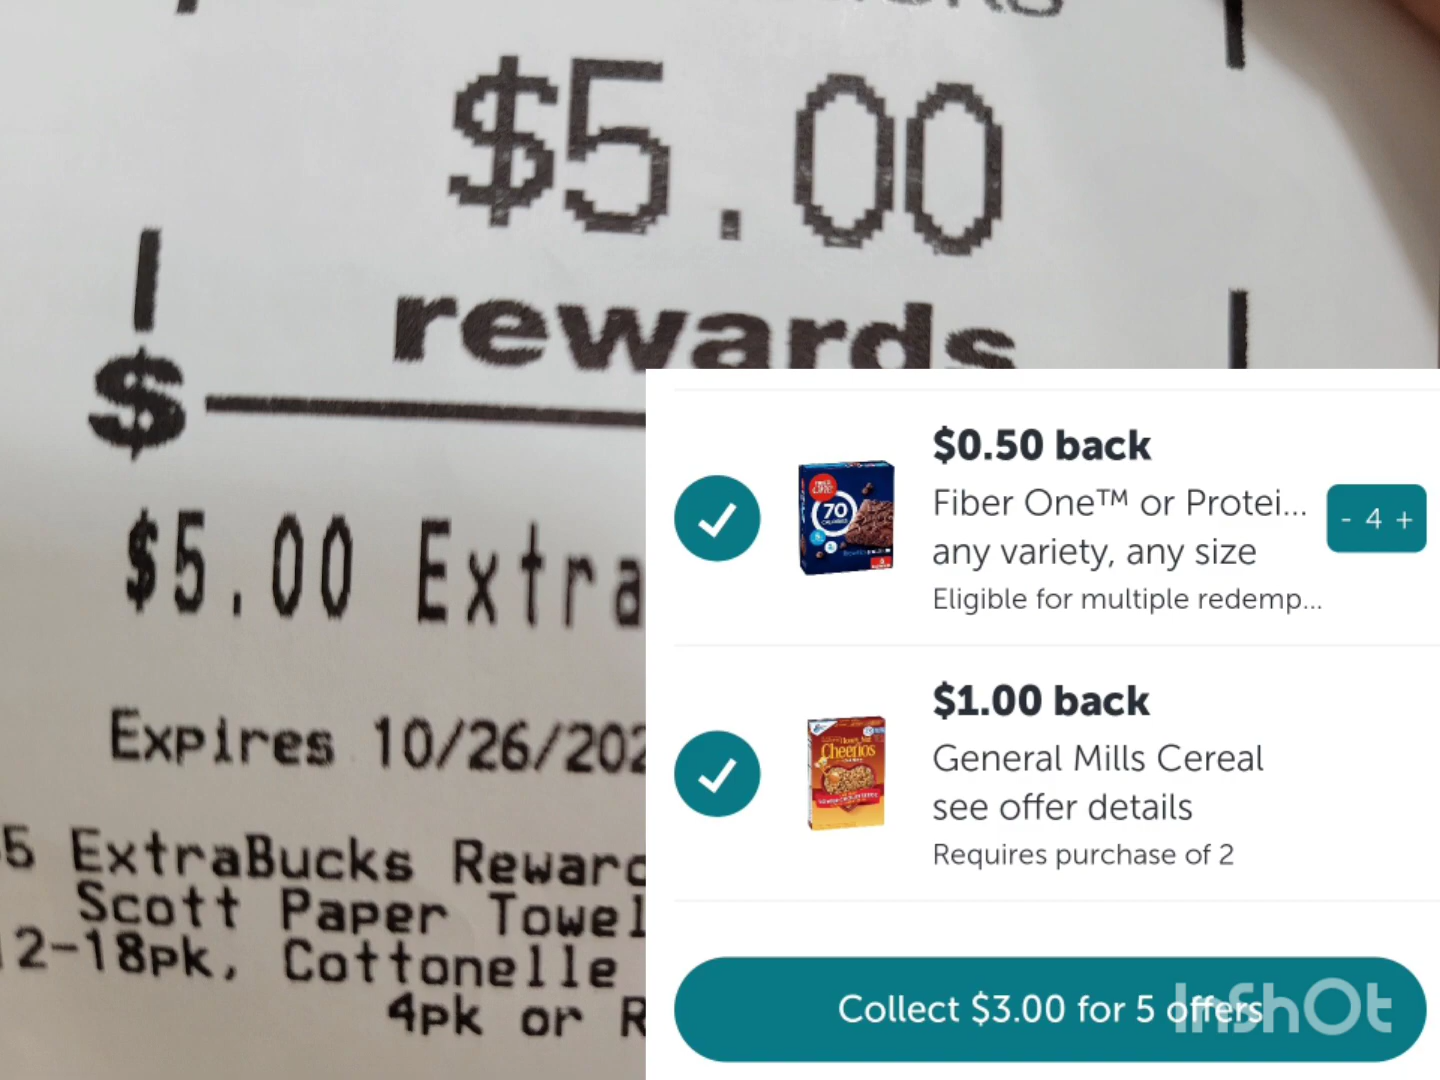 $5.00
rewards
$
$5.00 Extra
Expires 10/26/202
5 ExtraBucks Reward
Scott Paper Towel
12-18pk, Cottonelle
4pk or R
$0.50 back
Fiber One™ or Protei...
any variety, any size
Eligible for multiple redemp...
- 4 +
70
CALORIES
$1.00 back
General Mills Cereal
see offer details
Requires purchase of 2
Cheerios
Collect $3.00 for 5 offers
InShOt